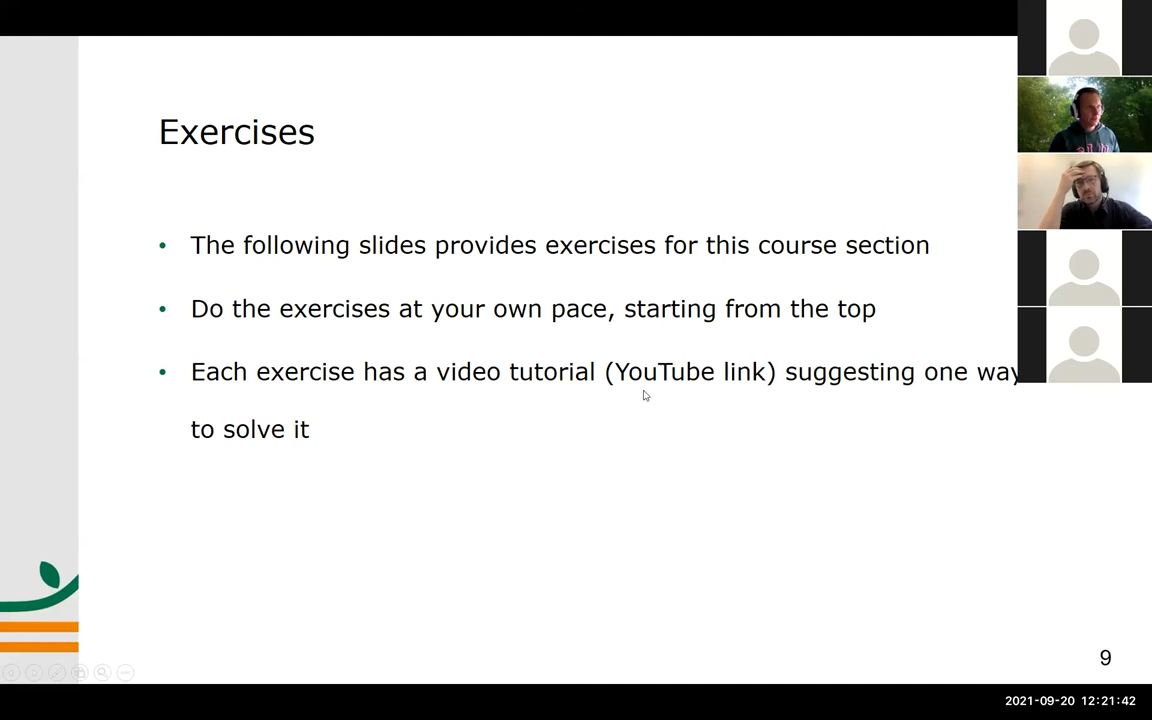 Exercises
• The following slides provides exercises for this course section
• Do the exercises at your own pace, starting from the top
• Each exercise has a video tutorial (YouTube link) suggesting one way
to solve it
9
2021-09-20 12:21:42